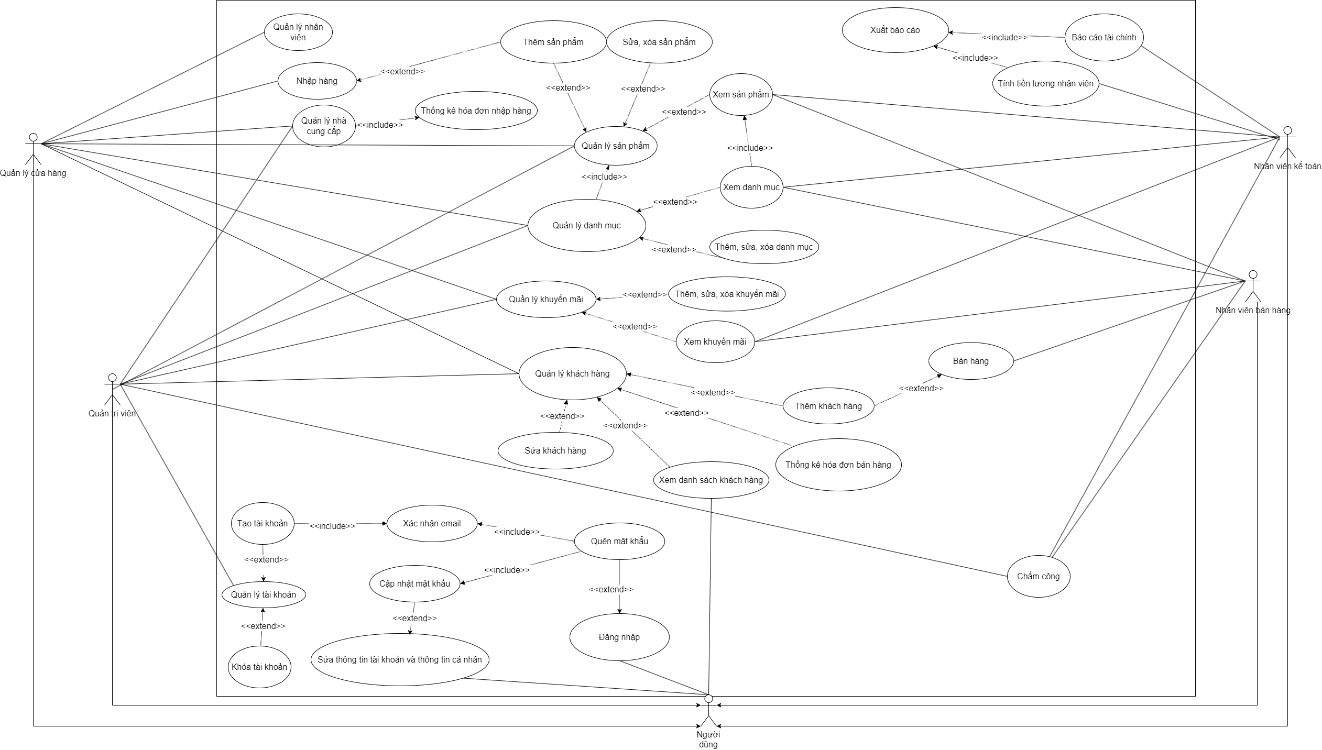 Quản lý nhân
viên
Thêm sản phẩm
Sửa, xóa sản phẩm
Xuất báo cáo
<<include>>
Báo cáo tài chính
<<include>>
Nhập hàng
<<extend>>
<<extend>>
<<extend>>
Tính tiền lương nhân viên
Xem sản phẩm
Thống kê hóa đơn nhập hàng
<<extend>>
Quản lý nhà
cung cấp
<<include>>
Quản lý sản phẩm
<<include>>
Quản lý cửa hàng
Nhân viên kế toán
<<include>>
Xem danh mục
<<extend>>
Quản lý danh mục
Thêm, sửa, xóa danh mục
<<extend>>
Quản lý khuyến mãi
<<extend>>
Thêm, sửa, xóa khuyến mãi
Nhân viên bán hàng
<<extend>>
Xem khuyến mãi
Bán hàng
Quản lý khách hàng
<<extend>>
<<extend>>
Thêm khách hàng
Quản trị viên
<<extend>>
<<extend>>
<<extend>>
Sửa khách hàng
Thống kê hóa đơn bán hàng
Xem danh sách khách hàng
Tạo tài khoản
<<include>>
Xác nhận email
<<include>>
Quên mật khẩu
<<extend>>
<<include>>
Chấm công
Cập nhật mật khẩu
<<extend>>
Quản lý tài khoản
<<extend>>
<<extend>>
Đăng nhập
Sửa thông tin tài khoản và thông tin cá nhân
Khóa tài khoản
Người
dùng